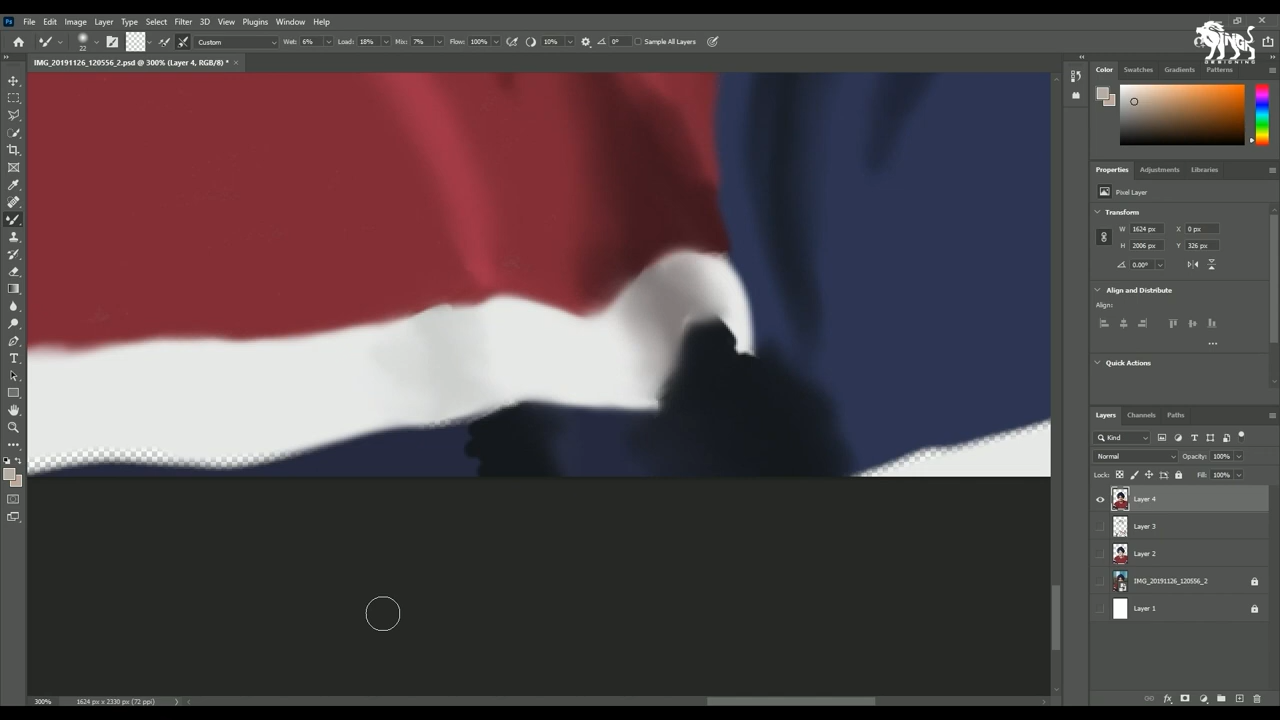 Ps File Edit Image Layer Type Select Filter 3D View Plugins Window Help
22 Custom Wet: 6% Load: 18% Mix: 7% Flow: 100% 10% 0° Sample All Layers
DESIGNING
IMG_20191126_120556_2.psd @ 300% (Layer 4, RGB/8) * ×
Color Swatches Gradients Patterns
Properties Adjustments Libraries
Pixel Layer
Transform
W 1624 px X 0 px
H 2006 px Y 326 px
0.00°
Align and Distribute
Align:
Quick Actions
Layers Channels Paths
Kind
Normal Opacity: 100%
Lock: Fill: 100%
Layer 4
Layer 3
Layer 2
IMG_20191126_120556_2
Layer 1
300% 1624 px x 2330 px (72 ppi)
fx